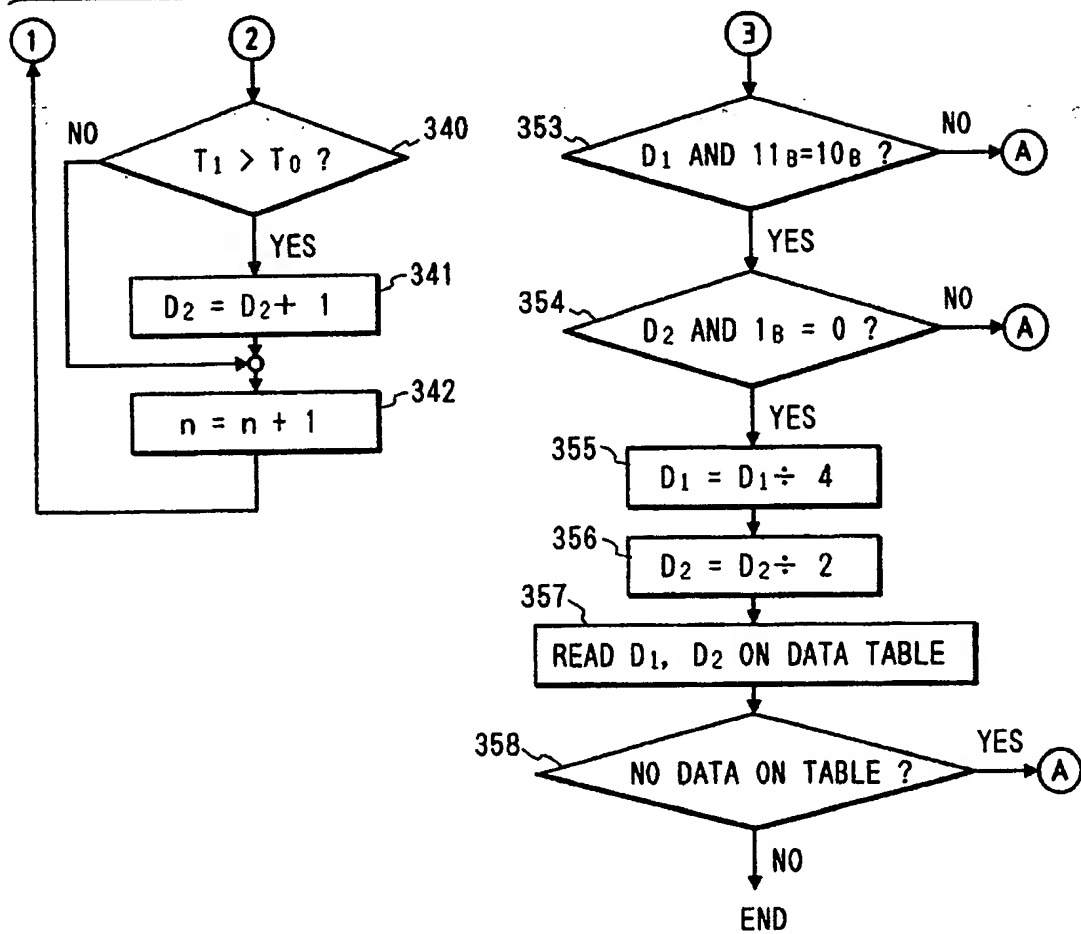 1
2
NO
T1 > T0 ?
340
YES
D2 = D2+ 1
341
n = n + 1
342
3
353
D1 AND 11B=10B ?
NO
A
YES
354
D2 AND 1B = 0 ?
NO
A
YES
355
D1 = D1÷ 4
356
D2 = D2÷ 2
357
READ D1, D2 ON DATA TABLE
358
NO DATA ON TABLE ?
YES
A
NO
END